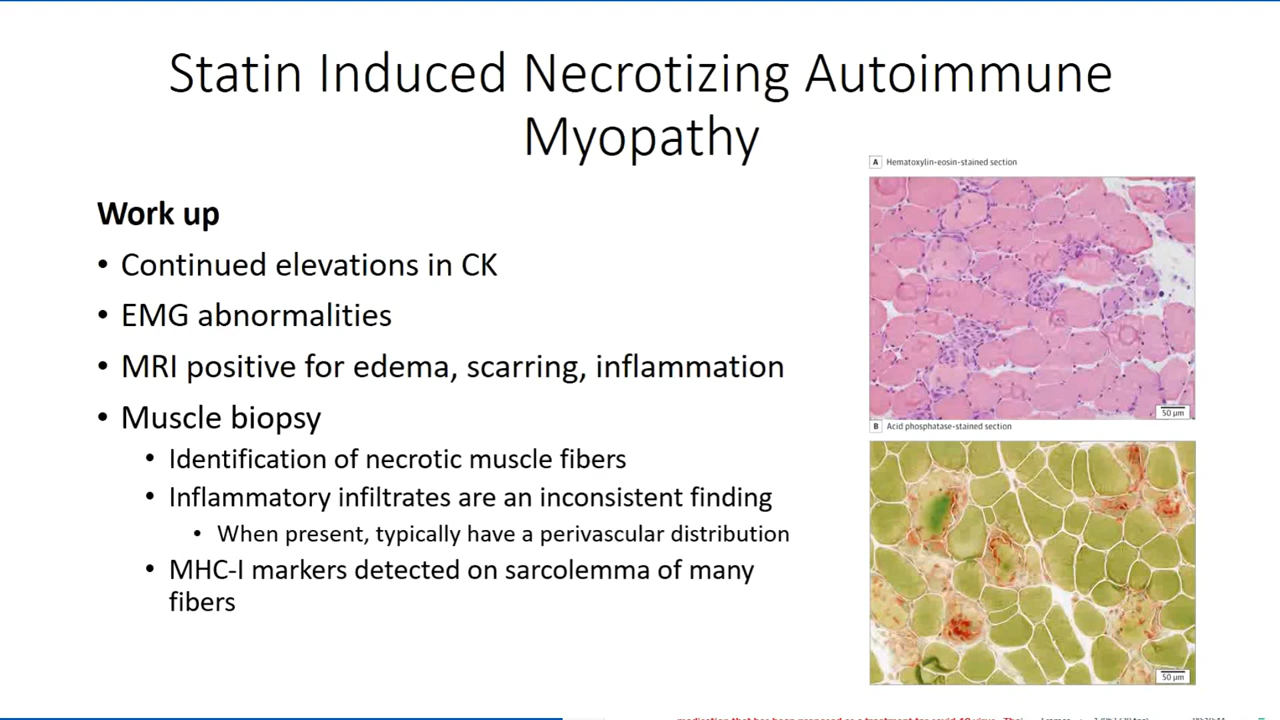 Statin Induced Necrotizing Autoimmune
Myopathy
Work up
• Continued elevations in CK
• EMG abnormalities
• MRI positive for edema, scarring, inflammation
• Muscle biopsy
• Identification of necrotic muscle fibers
• Inflammatory infiltrates are an inconsistent finding
• When present, typically have a perivascular distribution
• MHC-I markers detected on sarcolemma of many
fibers
A Hematoxylin-eosin-stained section
50 µm
B Acid phosphatase-stained section
50 µm